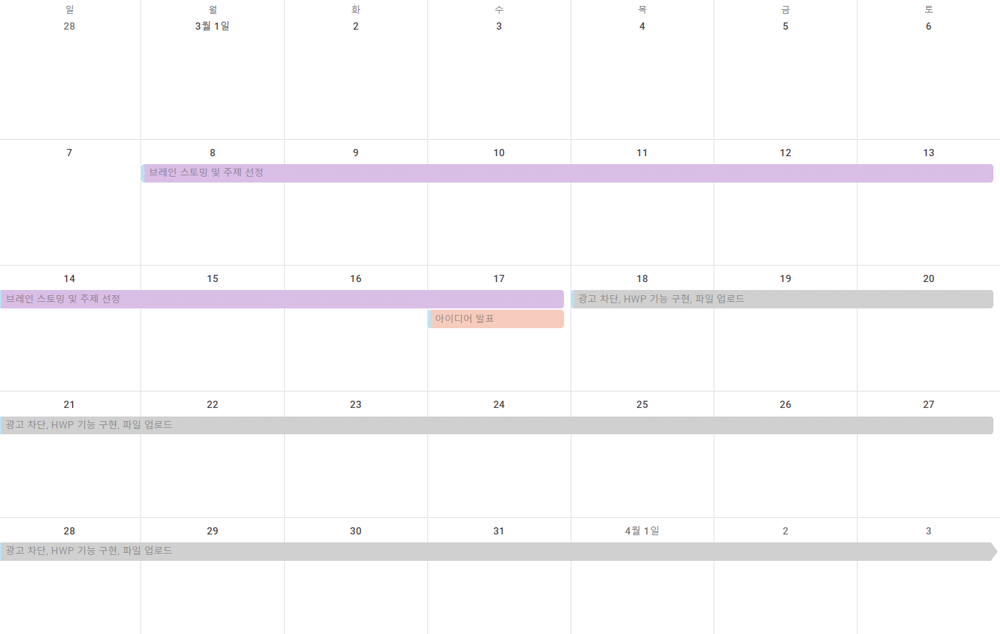 일 월 화 수 목 금 토
28 3월 1일 2 3 4 5 6
7 8 9 10 11 12 13
브레인 스토밍 및 주제 선정
14 15 16 17 18 19 20
브레인 스토밍 및 주제 선정 광고 차단, HWP 기능 구현, 파일 업로드
아이디어 발표
21 22 23 24 25 26 27
광고 차단, HWP 기능 구현, 파일 업로드
28 29 30 31 4월 1일 2 3
광고 차단, HWP 기능 구현, 파일 업로드